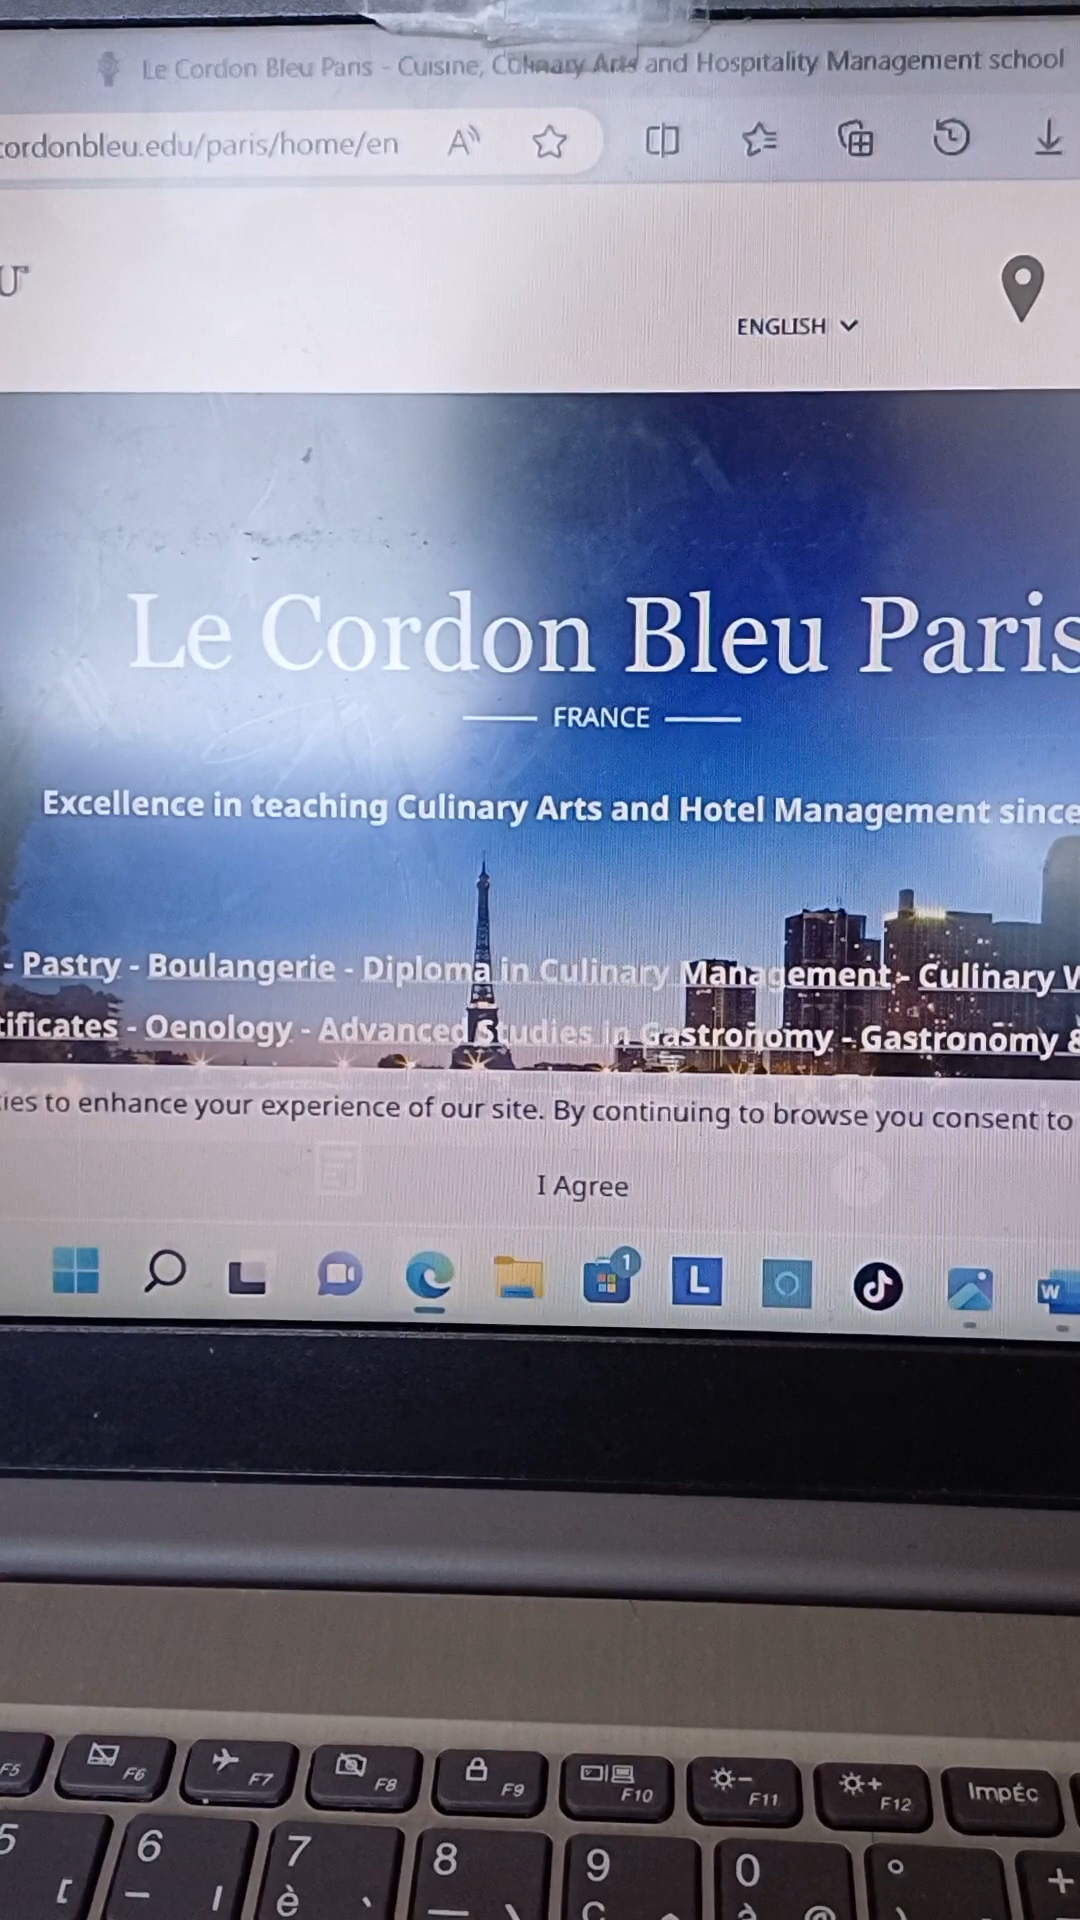 Le Cordon Bleu Paris - Cuisine, Culinary Arts and Hospitality Management school
cordonbleu.edu/paris/home/en
U
ENGLISH
Le Cordon Bleu Paris
FRANCE
Excellence in teaching Culinary Arts and Hotel Management since
- Pastry - Boulangerie - Diploma in Culinary Management - Culinary
tificates - Oenology - Advanced Studies in Gastronomy - Gastronomy &
ies to enhance your experience of our site. By continuing to browse you consent to
I Agree
1
L
W
F5 F6 F7 F8 F9 F10 F11 F12 ImpÉc
5 6 7 8 9 0 ° +
[ - | è ` _ \ ç à @ )